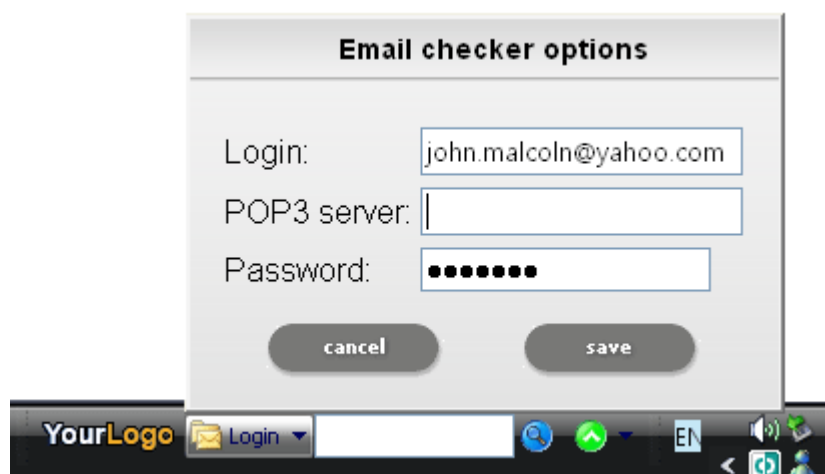 Email checker options
Login: john.malcoln@yahoo.com
POP3 server:
Password: ●●●●●●●
cancel save
YourLogo Login EN